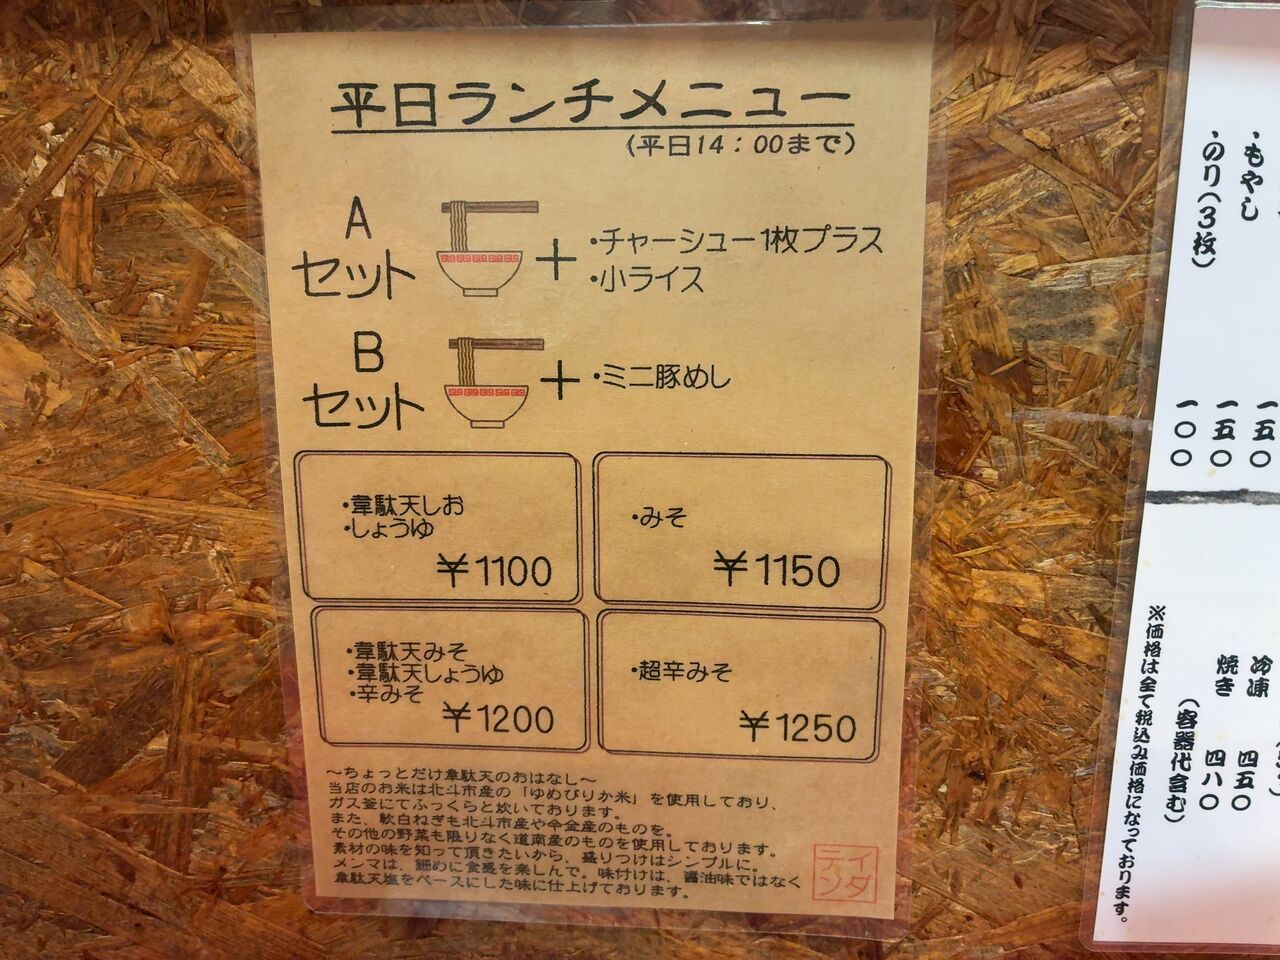 平日ランチメニュー
(平日14：00まで)
A
セット
＋
・チャーシュー1枚プラス
・小ライス
B
セット
＋
・ミニ豚めし
・韋駄天しお
・しょうゆ
￥1100
・みそ
￥1150
・韋駄天みそ
・韋駄天しょうゆ
・辛みそ
￥1200
・超辛みそ
￥1250
～ちょっとだけ韋駄天のおはなし～
当店のお米は北斗市産の「ゆめぴりか米」を使用しており、
ガス釜にてふっくらと炊いております。
また、軟白ねぎも北斗市産や今金産のものを。
その他の野菜も限りなく道南産のものを使用しております。
素材の味を知って頂きたいから、盛りつけはシンプルに。
メンマは、細めに食感を楽しんで。味付けは、醤油味ではなく
韋駄天塩をベースにした味に仕上げております。
イダ
テン
一五〇
・もやし
一五〇
・のり(3枚)
一〇〇
冷凍 四五〇
焼き 四八〇
(容器代含む)
※価格は全て税込み価格になっております。